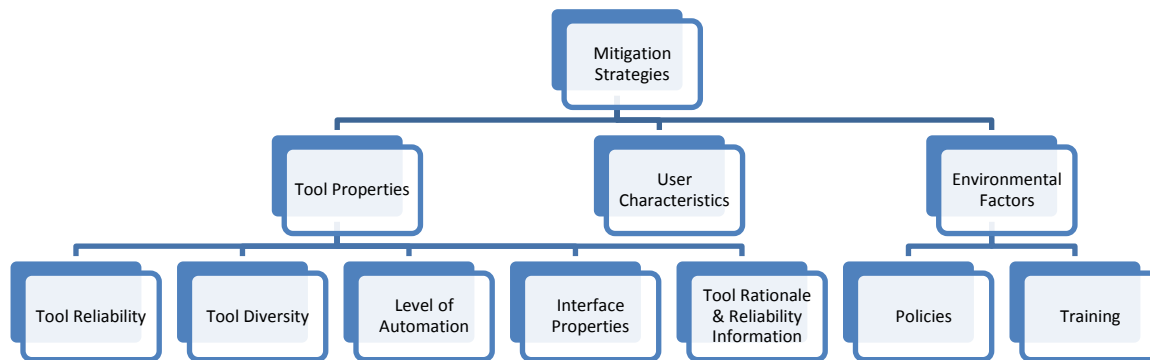 Mitigation
Strategies
Tool Properties
User
Characteristics
Environmental
Factors
Tool Reliability
Tool Diversity
Level of
Automation
Interface
Properties
Tool Rationale
& Reliability
Information
Policies
Training